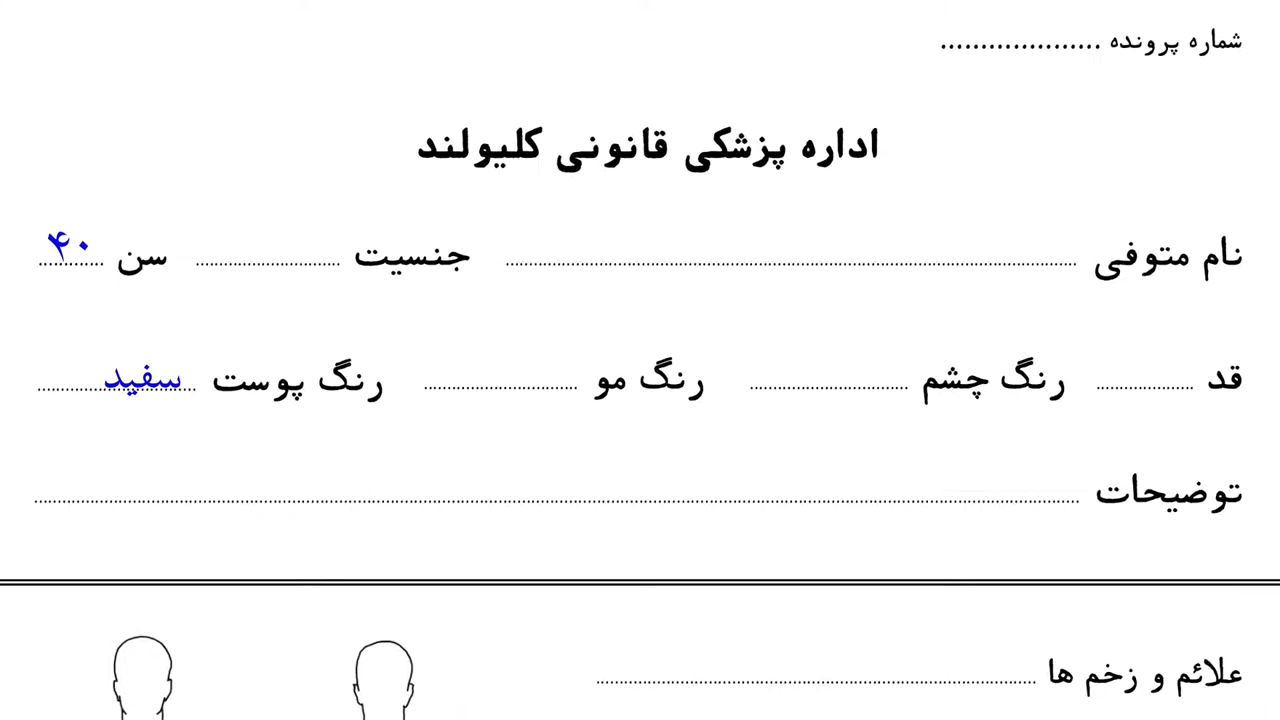 شماره پرونده ....................
اداره پزشکی قانونی کلیولند
نام متوفی ........................ جنسیت ............ سن ۴۰
قد ............ رنگ چشم ............ رنگ مو ............ رنگ پوست سفید
توضیحات ........................
علائم و زخم ها ........................